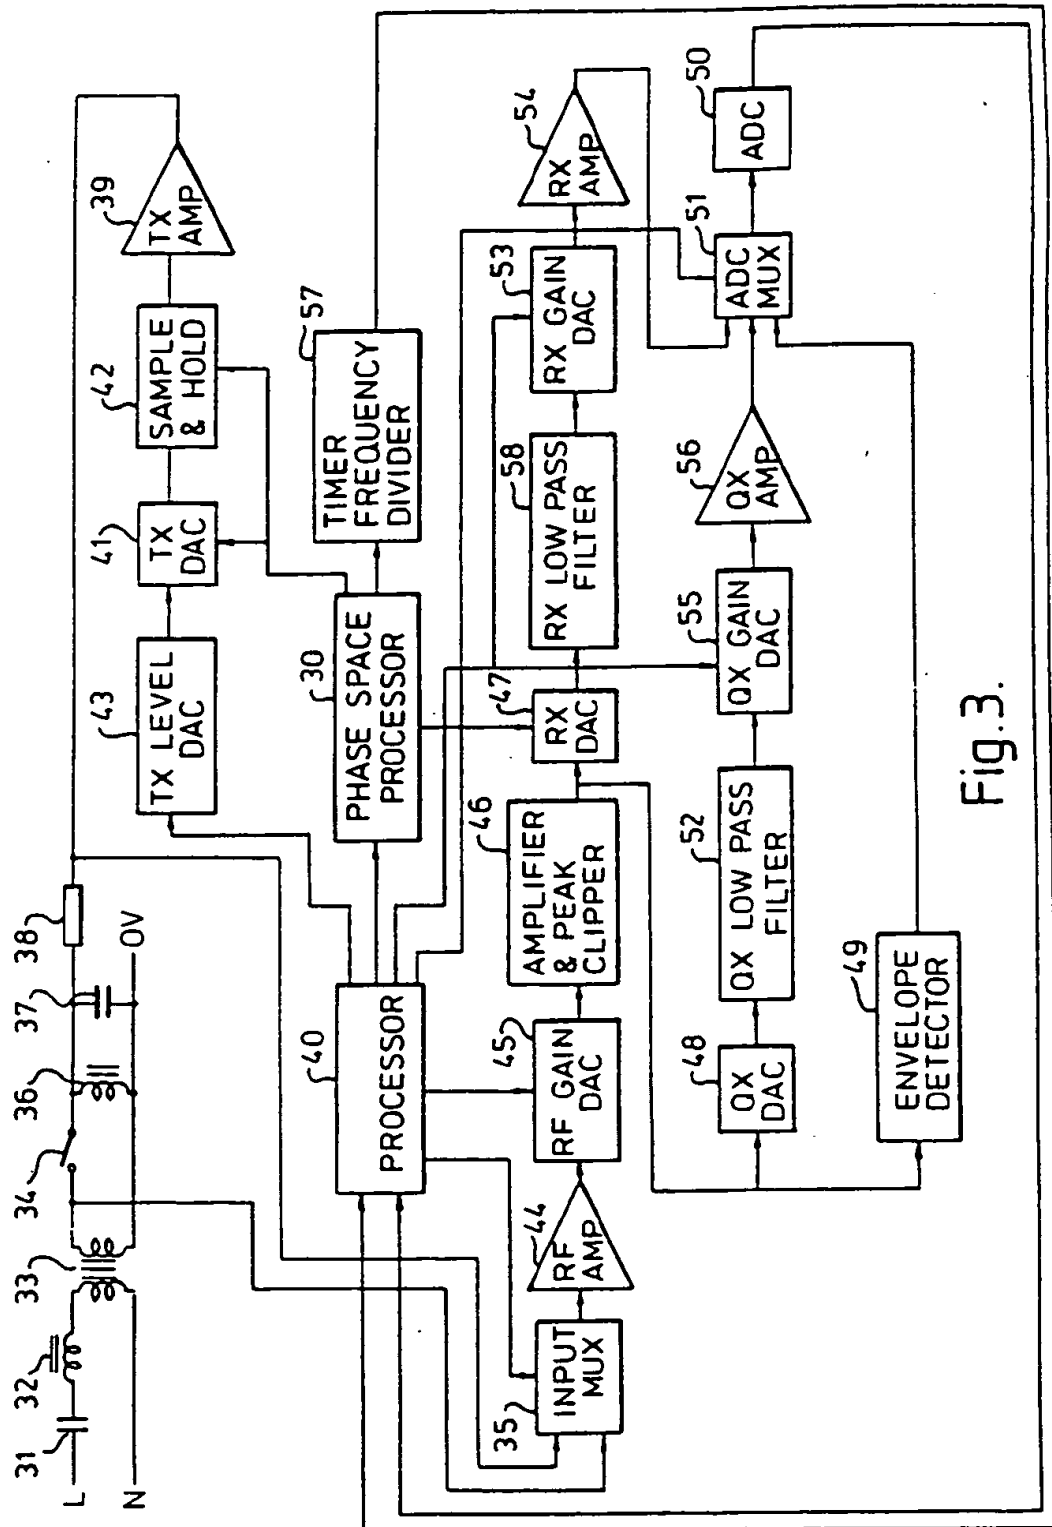 L
N
31
32
33
34
36
37
38
0V
TX LEVEL
DAC
43
TX
DAC
41
SAMPLE
& HOLD
42
TX
AMP
39
PROCESSOR
40
PHASE SPACE
PROCESSOR
30
TIMER
FREQUENCY
DIVIDER
57
INPUT
MUX
35
RF
AMP
44
RF GAIN
DAC
45
AMPLIFIER
& PEAK
CLIPPER
46
RX
DAC
47
RX LOW PASS
FILTER
58
RX GAIN
DAC
53
RX
AMP
54
QX
DAC
48
QX LOW PASS
FILTER
52
QX GAIN
DAC
55
QX
AMP
56
ADC
MUX
51
ADC
50
ENVELOPE
DETECTOR
49
Fig.3.